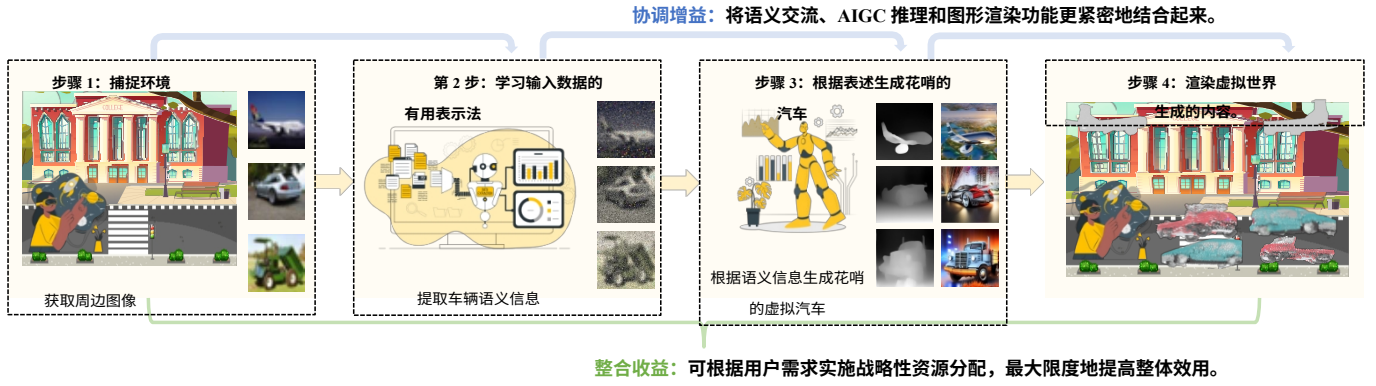 协调增益：将语义交流、AIGC 推理和图形渲染功能更紧密地结合起来。
步骤 1：捕捉环境
COLLEGE
获取周边图像
第 2 步：学习输入数据的
有用表示法
提取车辆语义信息
步骤 3：根据表述生成花哨的
汽车
根据语义信息生成花哨
的虚拟汽车
步骤 4：渲染虚拟世界
生成的内容。
整合收益：可根据用户需求实施战略性资源分配，最大限度地提高整体效用。